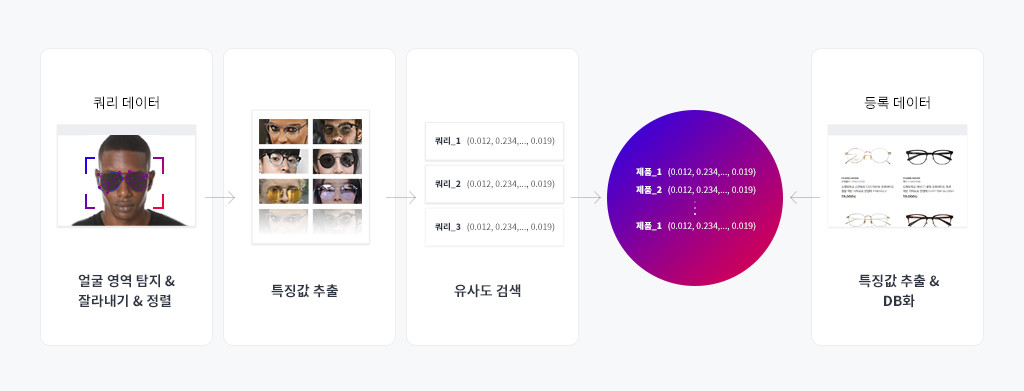 쿼리 데이터
얼굴 영역 탐지 &
잘라내기 & 정렬
특징값 추출
쿼리_1 (0.012, 0.234,..., 0.019)
쿼리_2 (0.012, 0.234,..., 0.019)
쿼리_3 (0.012, 0.234,..., 0.019)
유사도 검색
제품_1 (0.012, 0.234,..., 0.019)
제품_2 (0.012, 0.234,..., 0.019)
제품_1 (0.012, 0.234,..., 0.019)
등록 데이터
특징값 추출 &
DB화